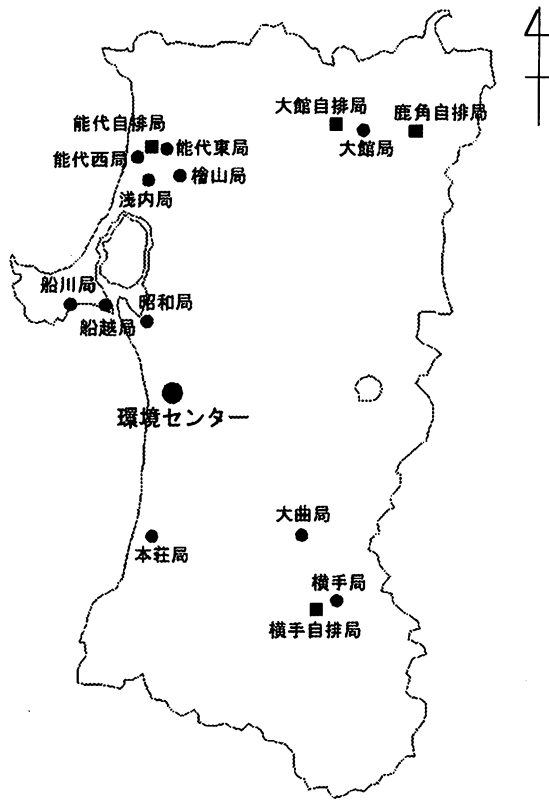 大館自排局
鹿角自排局
能代自排局
能代東局
大館局
能代西局
檜山局
浅内局
船川局
昭和局
船越局
環境センター
大曲局
本荘局
横手局
横手自排局